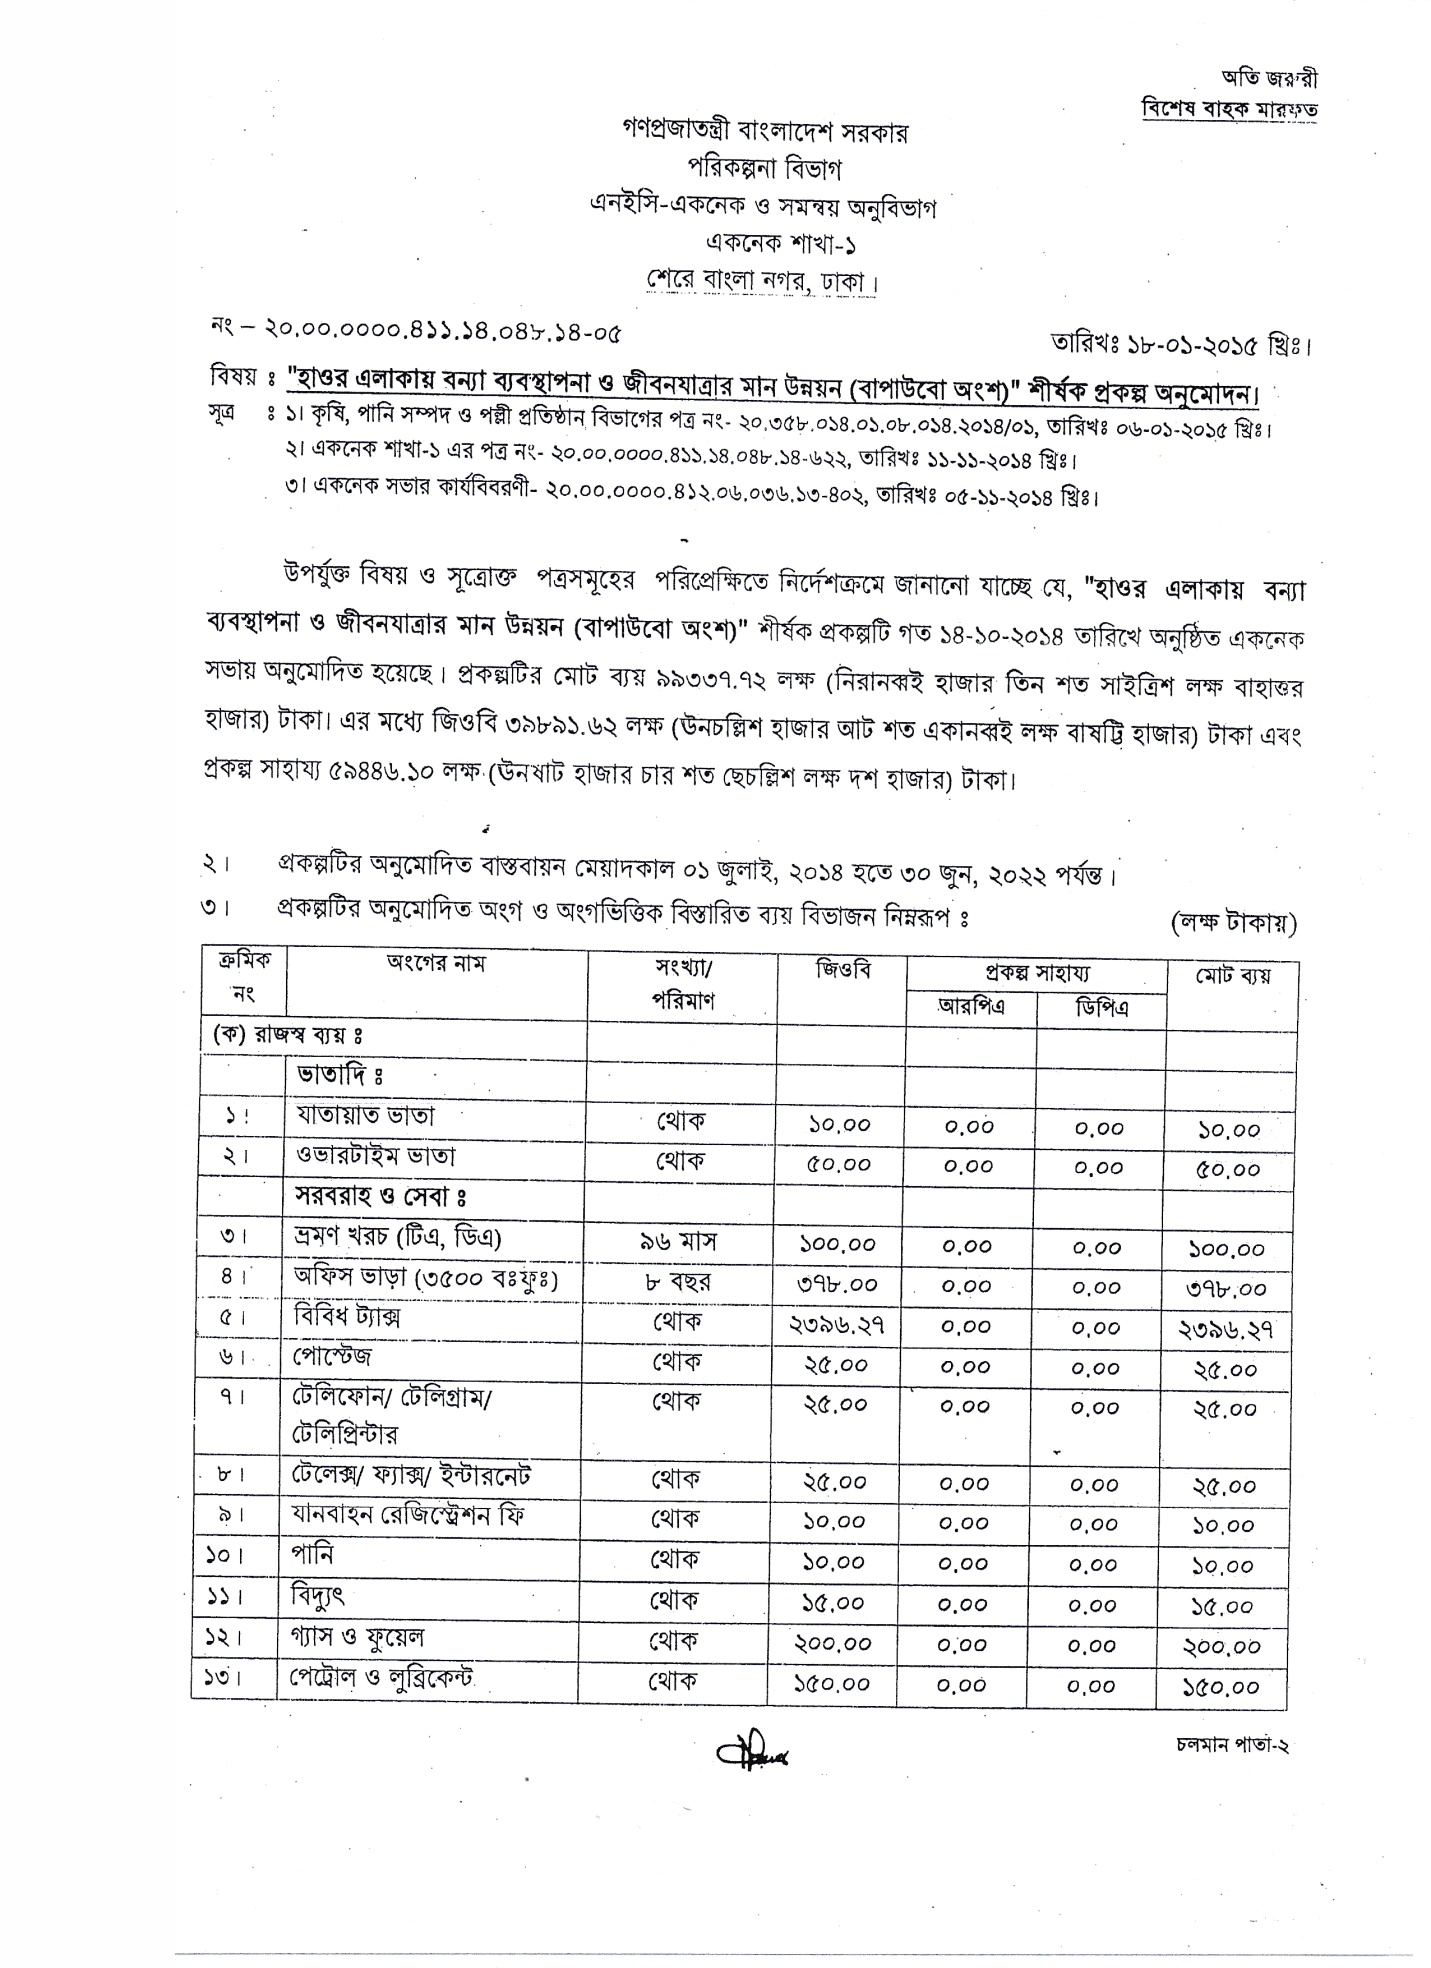 অতি জরুরী
বিশেষ বাহক মারফত
গণপ্রজাতন্ত্রী বাংলাদেশ সরকার
পরিকল্পনা বিভাগ
এনইসি-একনেক ও সমন্বয় অনুবিভাগ
একনেক শাখা-১
শেরে বাংলা নগর, ঢাকা।
নং – ২০.০০.০০০০.৪১১.১৪.০৪৮.১৪-০৫ তারিখঃ ১৮-০১-২০১৫ খ্রিঃ।
বিষয় ঃ "হাওর এলাকায় বন্যা ব্যবস্থাপনা ও জীবনযাত্রার মান উন্নয়ন (বাপাউবো অংশ)" শীর্ষক প্রকল্প অনুমোদন।
সূত্র ঃ ১। কৃষি, পানি সম্পদ ও পল্লী প্রতিষ্ঠান বিভাগের পত্র নং- ২০.৩৫৮.০১৪.০১.০৮.০১৪.২০১৪/০১, তারিখঃ ০৬-০১-২০১৫ খ্রিঃ।
২। একনেক শাখা-১ এর পত্র নং- ২০.০০.০০০০.৪১১.১৪.০৪৮.১৪-৬২২, তারিখঃ ১১-১১-২০১৪ খ্রিঃ।
৩। একনেক সভার কার্যবিবরণী- ২০.০০.০০০০.৪১২.০৬.০৩৬.১৩-৪০২, তারিখঃ ০৫-১১-২০১৪ খ্রিঃ।
উপর্যুক্ত বিষয় ও সূত্রোক্ত পত্রসমূহের পরিপ্রেক্ষিতে নির্দেশক্রমে জানানো যাচ্ছে যে, "হাওর এলাকায় বন্যা
ব্যবস্থাপনা ও জীবনযাত্রার মান উন্নয়ন (বাপাউবো অংশ)" শীর্ষক প্রকল্পটি গত ১৪-১০-২০১৪ তারিখে অনুষ্ঠিত একনেক
সভায় অনুমোদিত হয়েছে। প্রকল্পটির মোট ব্যয় ৯৯৩৩৭.৭২ লক্ষ (নিরানব্বই হাজার তিন শত সাইত্রিশ লক্ষ বাহাত্তর
হাজার) টাকা। এর মধ্যে জিওবি ৩৯৮৯১.৬২ লক্ষ (উনচল্লিশ হাজার আট শত একানব্বই লক্ষ বাষট্টি হাজার) টাকা এবং
প্রকল্প সাহায্য ৫৯৪৪৬.১০ লক্ষ (উনষাট হাজার চার শত ছেচল্লিশ লক্ষ দশ হাজার) টাকা।
২। প্রকল্পটির অনুমোদিত বাস্তবায়ন মেয়াদকাল ০১ জুলাই, ২০১৪ হতে ৩০ জুন, ২০২২ পর্যন্ত।
৩। প্রকল্পটির অনুমোদিত অংগ ও অংগভিত্তিক বিস্তারিত ব্যয় বিভাজন নিম্নরূপ ঃ (লক্ষ টাকায়)
ক্রমিক নং অংগের নাম সংখ্যা/ পরিমাণ জিওবি প্রকল্প সাহায্য মোট ব্যয়
আরপিএ ডিপিএ
(ক) রাজস্ব ব্যয় ঃ
ভাতাদি ঃ
১। যাতায়াত ভাতা থোক ১০.০০ ০.০০ ০.০০ ১০.০০
২। ওভারটাইম ভাতা থোক ৫০.০০ ০.০০ ০.০০ ৫০.০০
সরবরাহ ও সেবা ঃ
৩। ভ্রমণ খরচ (টিএ, ডিএ) ৯৬ মাস ১০০.০০ ০.০০ ০.০০ ১০০.০০
৪। অফিস ভাড়া (৩৫০০ বঃফুঃ) ৮ বছর ৩৭৮.০০ ০.০০ ০.০০ ৩৭৮.০০
৫। বিবিধ ট্যাক্স থোক ২৩৯৬.২৭ ০.০০ ০.০০ ২৩৯৬.২৭
৬। পোস্টেজ থোক ২৫.০০ ০.০০ ০.০০ ২৫.০০
৭। টেলিফোন/ টেলিগ্রাম/ থোক ২৫.০০ ০.০০ ০.০০ ২৫.০০
টেলিপ্রিন্টার
৮। টেলেক্স/ ফ্যাক্স/ ইন্টারনেট থোক ২৫.০০ ০.০০ ০.০০ ২৫.০০
৯। যানবাহন রেজিস্ট্রেশন ফি থোক ১০.০০ ০.০০ ০.০০ ১০.০০
১০। পানি থোক ১০.০০ ০.০০ ০.০০ ১০.০০
১১। বিদ্যুৎ থোক ১৫.০০ ০.০০ ০.০০ ১৫.০০
১২। গ্যাস ও ফুয়েল থোক ২০০.০০ ০.০০ ০.০০ ২০০.০০
১৩। পেট্রোল ও লুব্রিকেন্ট থোক ১৫০.০০ ০.০০ ০.০০ ১৫০.০০
চলমান পাতা-২